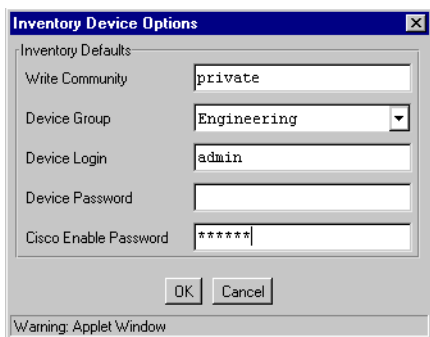 Inventory Device Options
Inventory Defaults
Write Community private
Device Group Engineering
Device Login admin
Device Password
Cisco Enable Password ******
OK Cancel
Warning: Applet Window